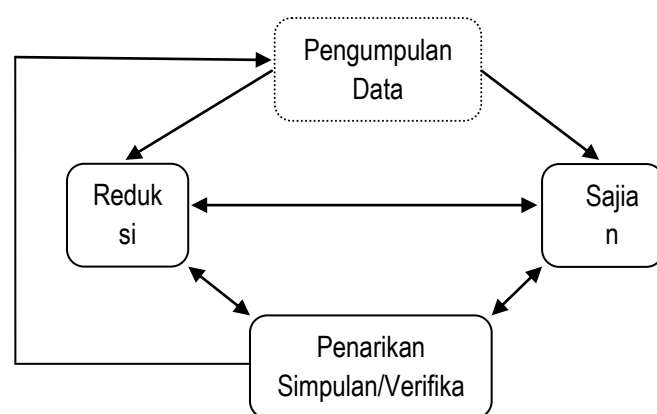 Pengumpulan
Data
Reduk
si
Sajia
n
Penarikan
Simpulan/Verifika